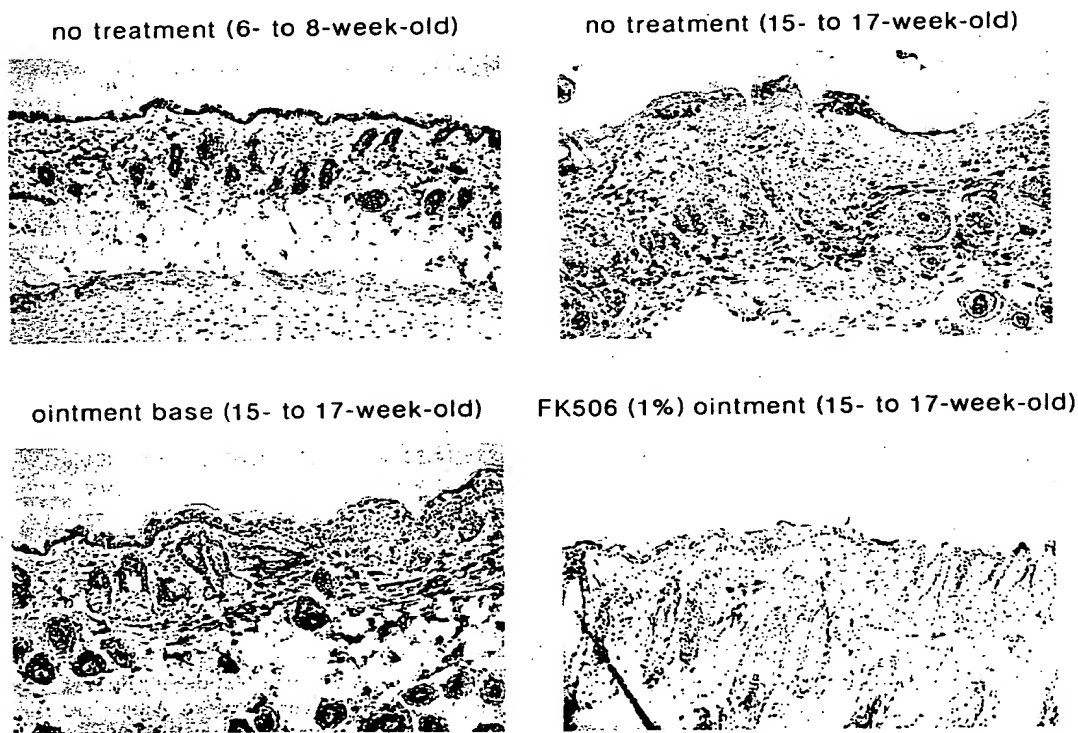 no treatment (6- to 8-week-old)
no treatment (15- to 17-week-old)
ointment base (15- to 17-week-old)
FK506 (1%) ointment (15- to 17-week-old)